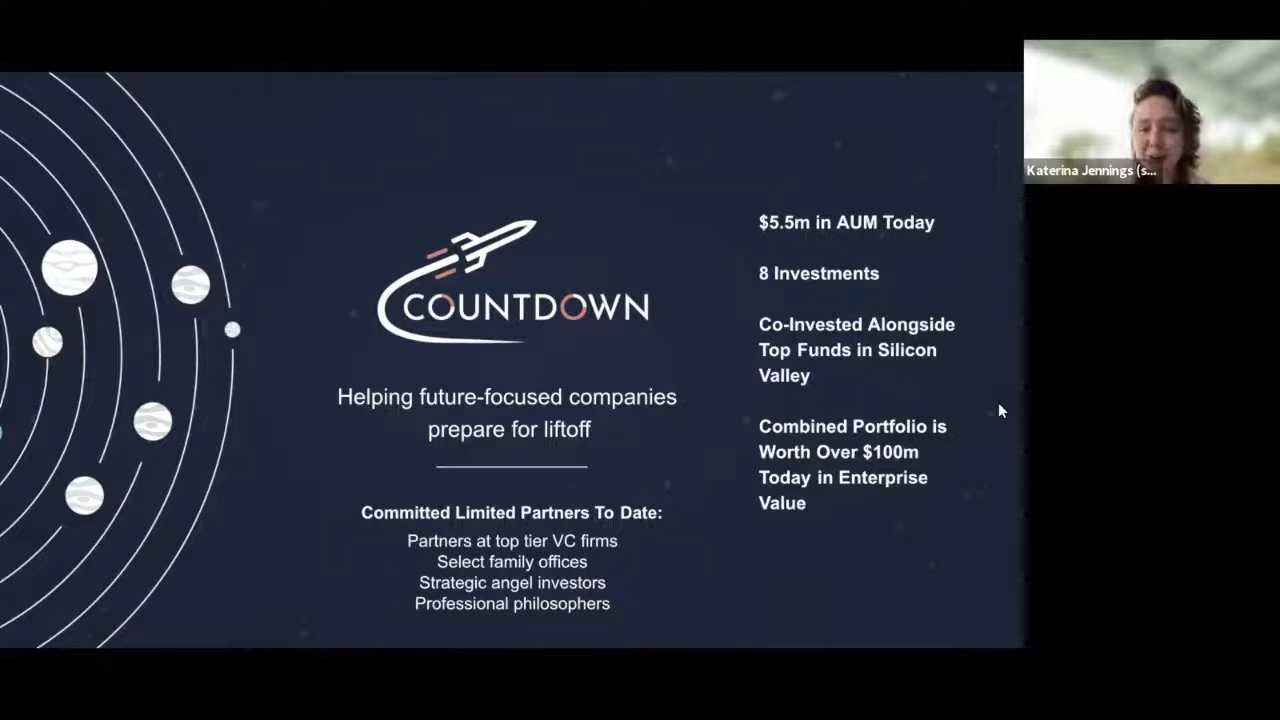 COUNTDOWN
Helping future-focused companies
prepare for liftoff
Committed Limited Partners To Date:
Partners at top tier VC firms
Select family offices
Strategic angel investors
Professional philosophers
$5.5m in AUM Today
8 Investments
Co-Invested Alongside
Top Funds in Silicon
Valley
Combined Portfolio is
Worth Over $100m
Today in Enterprise
Value
Katerina Jennings (s...